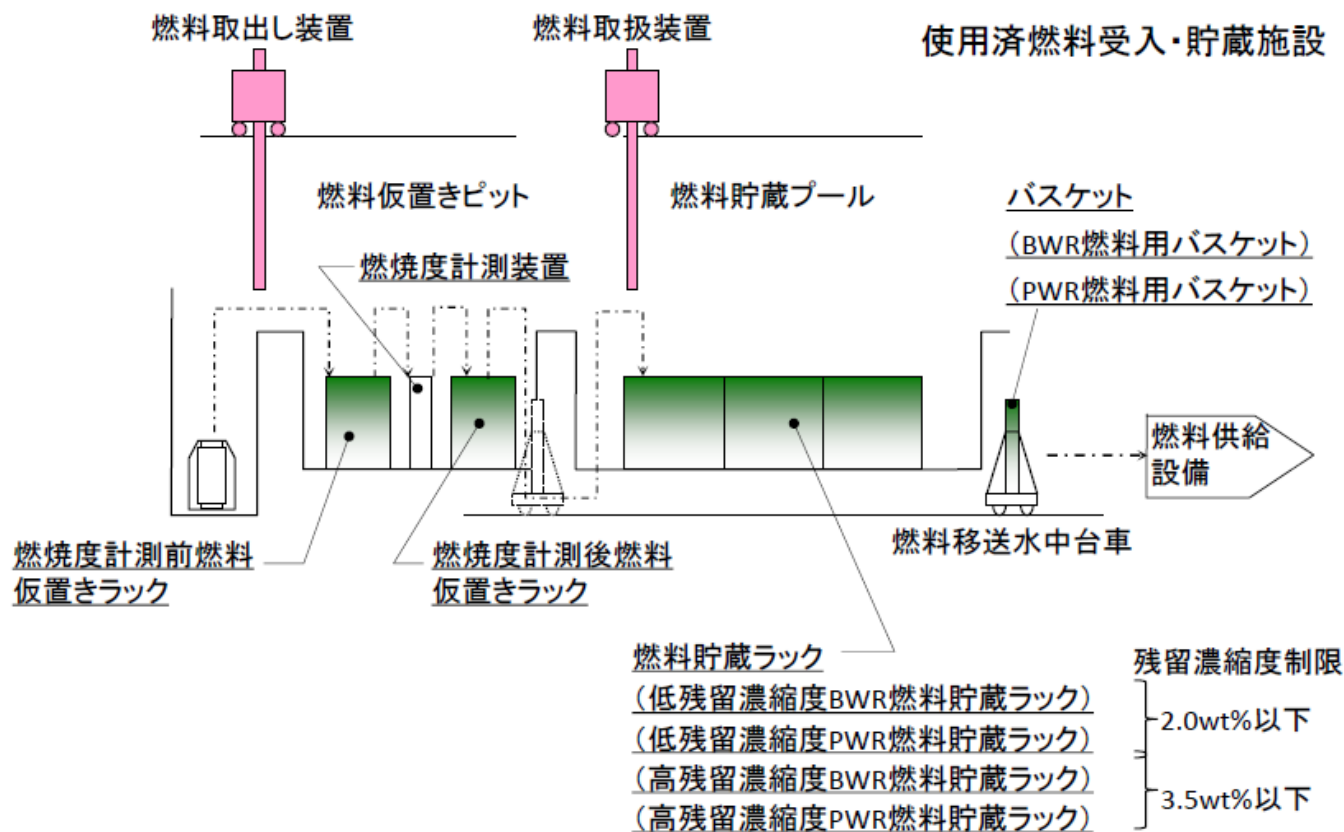 燃料取出し装置
燃料取扱装置
使用済燃料受入・貯蔵施設
燃料仮置きピット
燃料貯蔵プール
バスケット
（BWR燃料用バスケット）
（PWR燃料用バスケット）
燃焼度計測装置
燃料供給
設備
燃料移送水中台車
燃焼度計測前燃料
仮置きラック
燃焼度計測後燃料
仮置きラック
燃料貯蔵ラック
（低残留濃縮度BWR燃料貯蔵ラック）
（低残留濃縮度PWR燃料貯蔵ラック）
（高残留濃縮度BWR燃料貯蔵ラック）
（高残留濃縮度PWR燃料貯蔵ラック）
残留濃縮度制限
2.0wt%以下
3.5wt%以下